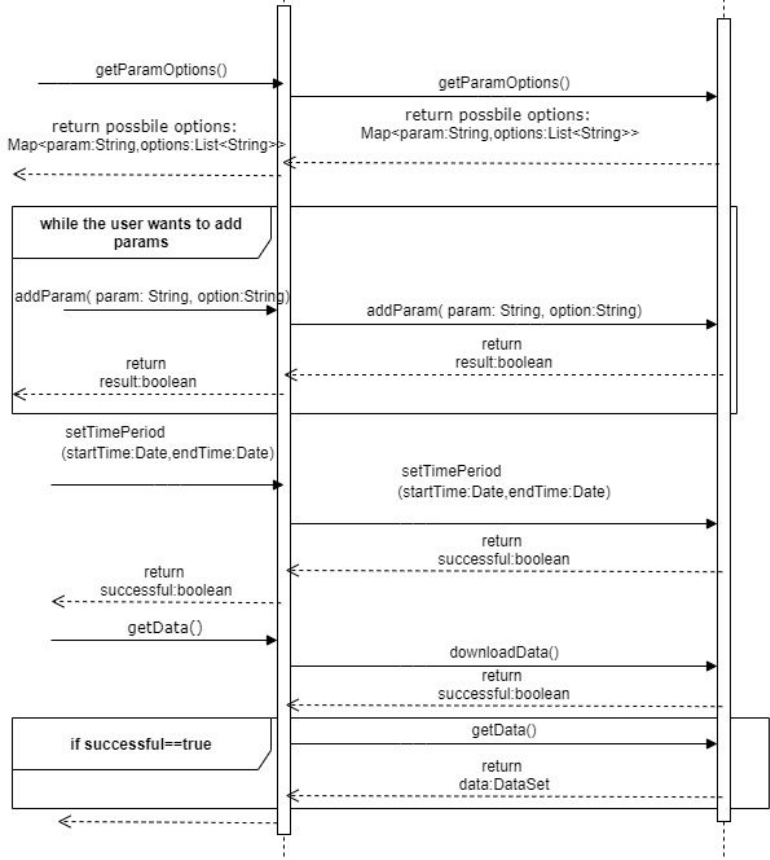 getParamOptions()
getParamOptions()
return possbile options:
Map<param:String,options:List<String>>
return possbile options:
Map<param:String,options:List<String>>
while the user wants to add
params
addParam( param: String, option:String)
addParam( param: String, option:String)
return
result:boolean
return
result:boolean
setTimePeriod
(startTime:Date,endTime:Date)
setTimePeriod
(startTime:Date,endTime:Date)
return
successful:boolean
return
successful:boolean
getData()
downloadData()
return
successful:boolean
if successful==true
getData()
return
data:DataSet